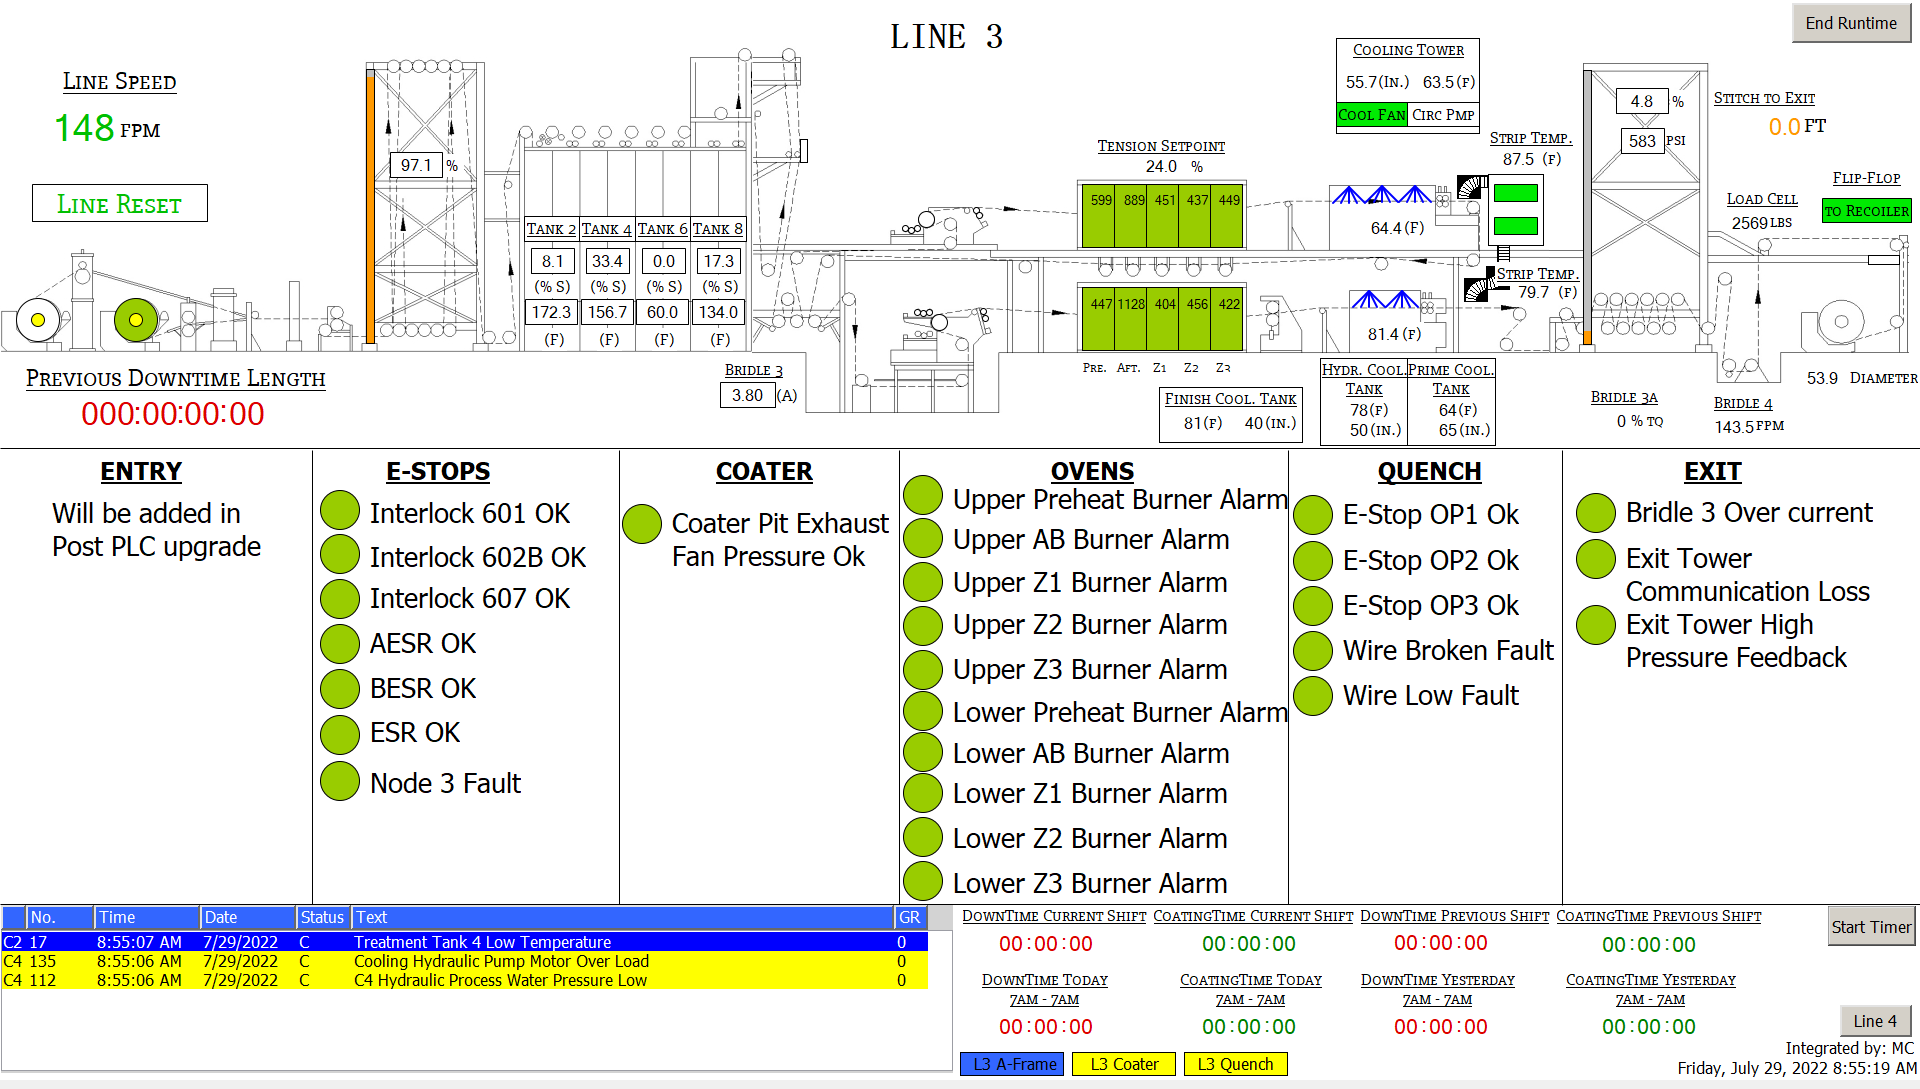 LINE 3
End Runtime
LINE SPEED
148 FPM
LINE RESET
PREVIOUS DOWNTIME LENGTH
000:00:00:00
97.1 %
TANK 2 TANK 4 TANK 6 TANK 8
8.1 33.4 0.0 17.3
(% S) (% S) (% S) (% S)
172.3 156.7 60.0 134.0
(F) (F) (F) (F)
BRIDLE 3
3.80 (A)
TENSION SETPOINT
24.0 %
599 889 451 437 449
447 1128 404 456 422
PRE. AFT. Z1 Z2 Z3
FINISH COOL. TANK
81(F) 40(IN.)
COOLING TOWER
55.7(IN.) 63.5(F)
COOL FAN CIRC PMP
STRIP TEMP.
87.5 (F)
64.4(F)
STRIP TEMP.
79.7 (F)
81.4(F)
HYDR. COOL. PRIME COOL.
TANK TANK
78(F) 64(F)
50(IN.) 65(IN.)
4.8 %
583 PSI
STITCH TO EXIT
0.0 FT
FLIP-FLOP
TO RECOILER
LOAD CELL
2569 LBS
53.9 DIAMETER
BRIDLE 3A
0 % TQ
BRIDLE 4
143.5 FPM
ENTRY
Will be added in
Post PLC upgrade
E-STOPS
Interlock 601 OK
Interlock 602B OK
Interlock 607 OK
AESR OK
BESR OK
ESR OK
Node 3 Fault
COATER
Coater Pit Exhaust
Fan Pressure Ok
OVENS
Upper Preheat Burner Alarm
Upper AB Burner Alarm
Upper Z1 Burner Alarm
Upper Z2 Burner Alarm
Upper Z3 Burner Alarm
Lower Preheat Burner Alarm
Lower AB Burner Alarm
Lower Z1 Burner Alarm
Lower Z2 Burner Alarm
Lower Z3 Burner Alarm
QUENCH
E-Stop OP1 Ok
E-Stop OP2 Ok
E-Stop OP3 Ok
Wire Broken Fault
Wire Low Fault
EXIT
Bridle 3 Over current
Exit Tower
Communication Loss
Exit Tower High
Pressure Feedback
No. Time Date Status Text GR
C2 17 8:55:07 AM 7/29/2022 C Treatment Tank 4 Low Temperature 0
C4 135 8:55:06 AM 7/29/2022 C Cooling Hydraulic Pump Motor Over Load 0
C4 112 8:55:06 AM 7/29/2022 C C4 Hydraulic Process Water Pressure Low 0
DOWNTIME CURRENT SHIFT COATINGTIME CURRENT SHIFT DOWNTIME PREVIOUS SHIFT COATINGTIME PREVIOUS SHIFT
00:00:00 00:00:00 00:00:00 00:00:00
DOWNTIME TODAY COATINGTIME TODAY DOWNTIME YESTERDAY COATINGTIME YESTERDAY
7AM - 7AM 7AM - 7AM 7AM - 7AM 7AM - 7AM
00:00:00 00:00:00 00:00:00 00:00:00
Start Timer
L3 A-Frame L3 Coater L3 Quench
Line 4
Integrated by: MC
Friday, July 29, 2022 8:55:19 AM